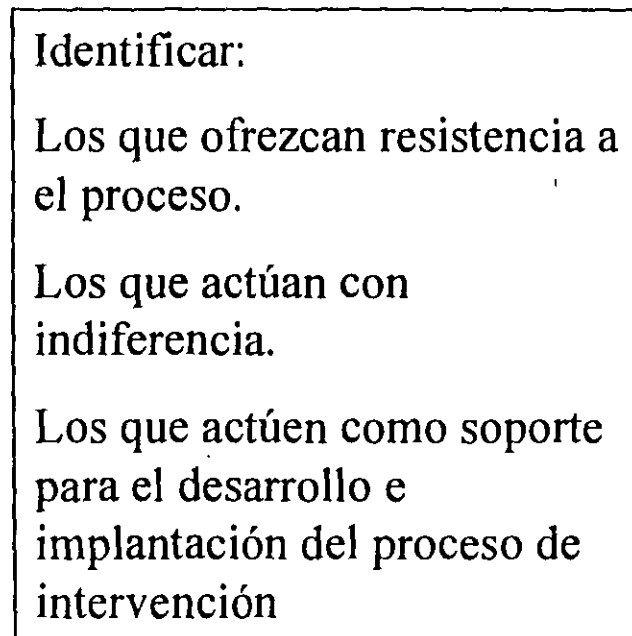 Identificar:
Los que ofrezcan resistencia a
el proceso.
Los que actúan con
indiferencia.
Los que actúen como soporte
para el desarrollo e
implantación del proceso de
intervención